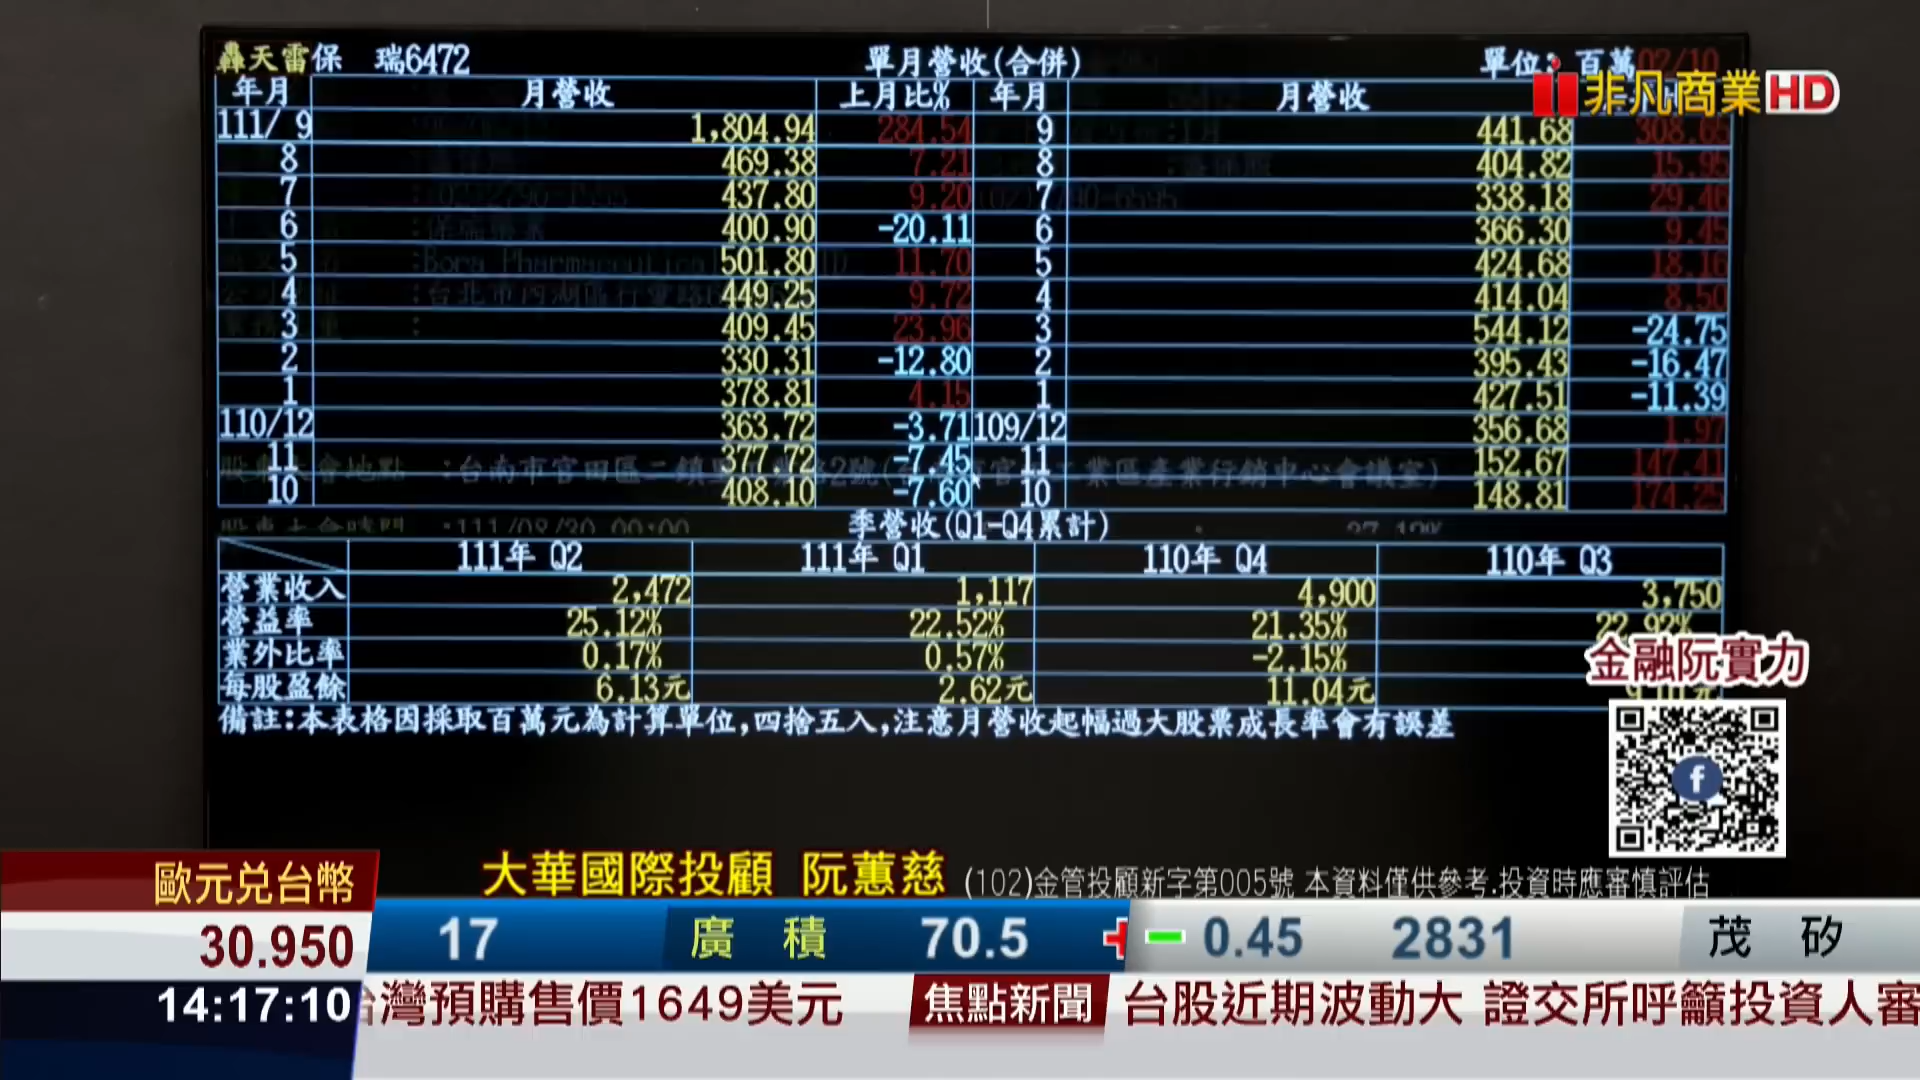 轟天雷保 瑞6472 單月營收(合併) 單位: 百萬
非凡商業HD
年月 月營收 上月比% 年月 月營收
111/ 9 1,804.94 284.54 9 441.68 308.65
8 469.38 7.21 8 404.82 15.95
7 437.80 9.20 7 338.18 29.46
6 400.90 -20.11 6 366.30 9.45
5 501.80 11.70 5 424.68 18.16
4 449.25 9.72 4 414.04 8.50
3 409.45 23.96 3 544.12 -24.75
2 330.31 -12.80 2 395.43 -16.47
1 378.81 4.15 1 427.51 -11.39
110/12 363.72 -3.71 109/12 356.68 1.97
11 377.72 -7.45 11 152.67 147.41
10 408.10 -7.60 10 148.81 174.25
季營收(Q1-Q4累計)
111年 Q2 111年 Q1 110年 Q4 110年 Q3
營業收入 2,472 1,117 4,900 3,750
營益率 25.12% 22.52% 21.35% 22.92%
業外比率 0.17% 0.57% -2.15%
每股盈餘 6.13元 2.62元 11.04元
備註:本表格因採取百萬元為計算單位,四捨五入,注意月營收起幅過大股票成長率會有誤差
金融阮實力
大華國際投顧 阮蕙慈 (102)金管投顧新字第005號 本資料僅供參考.投資時應審慎評估
歐元兌台幣
30.950
17 廣積 70.5 0.45 2831 茂矽
14:17:10
台灣預購售價1649美元 焦點新聞 台股近期波動大 證交所呼籲投資人審